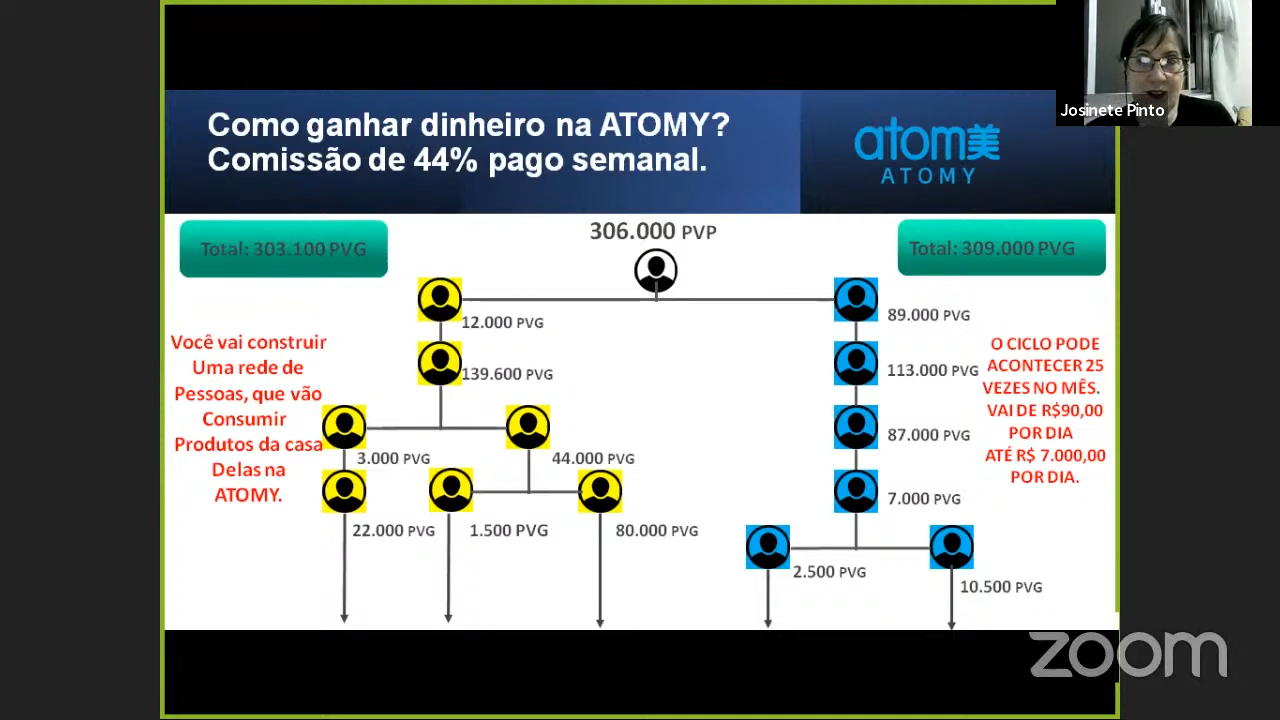 Como ganhar dinheiro na ATOMY?
Comissão de 44% pago semanal.
atom美
ATOMY
Josinete Pinto
Total: 303.100 PVG
306.000 PVP
Total: 309.000 PVG
12.000 PVG
89.000 PVG
Você vai construir
Uma rede de
Pessoas, que vão
Consumir
Produtos da casa
Delas na
ATOMY.
139.600 PVG
113.000 PVG
O CICLO PODE
ACONTECER 25
VEZES NO MÊS.
VAI DE R$90,00
POR DIA
ATÉ R$ 7.000,00
POR DIA.
3.000 PVG
44.000 PVG
87.000 PVG
22.000 PVG
1.500 PVG
80.000 PVG
7.000 PVG
2.500 PVG
10.500 PVG
zoom